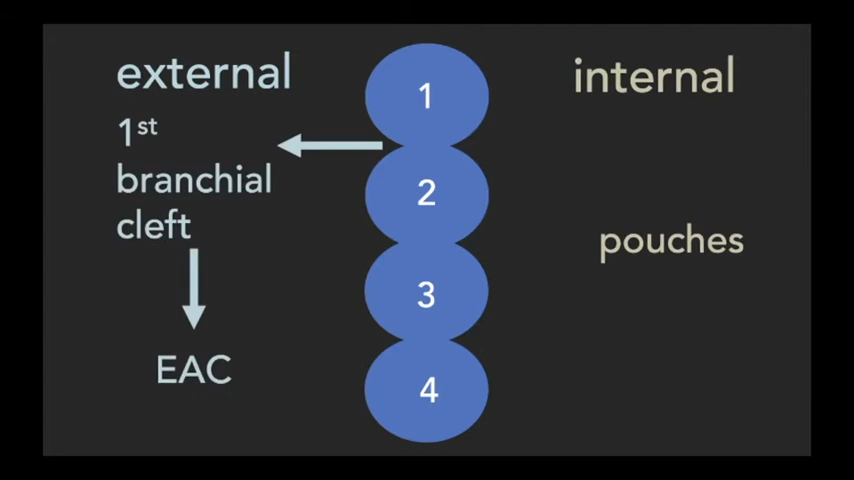 external
1st
branchial
cleft
EAC
1
2
3
4
internal
pouches